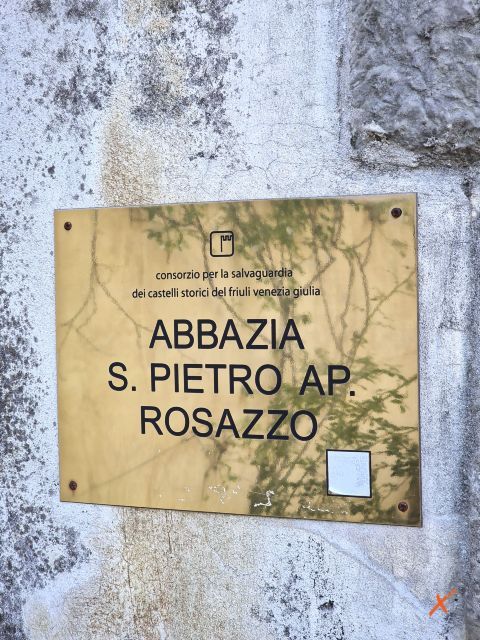 consorzio per la salvaguardia
dei castelli storici del friuli venezia giulia
ABBAZIA
S. PIETRO AP.
ROSAZZO